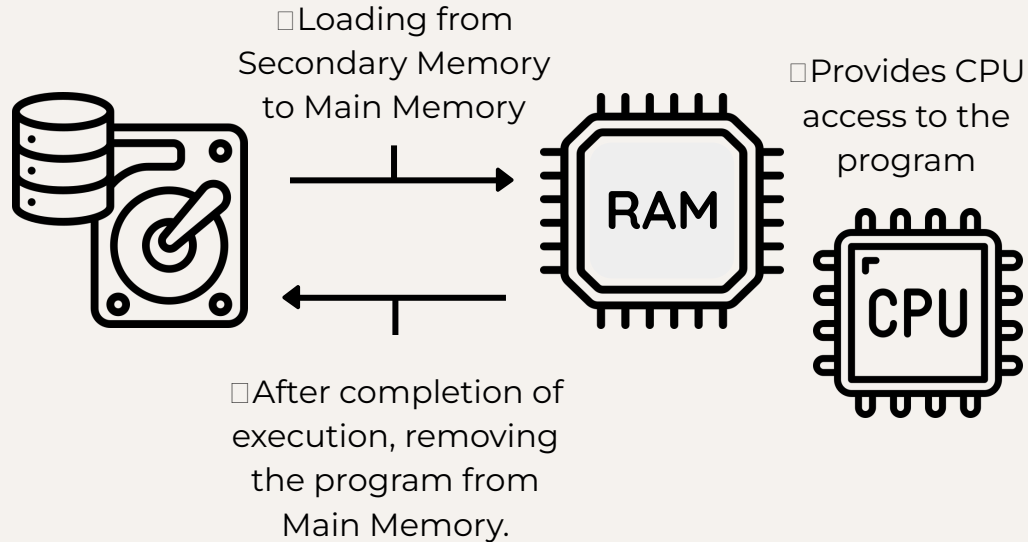 □Loading from
Secondary Memory
to Main Memory
□Provides CPU
access to the
program
RAM
CPU
□After completion of
execution, removing
the program from
Main Memory.